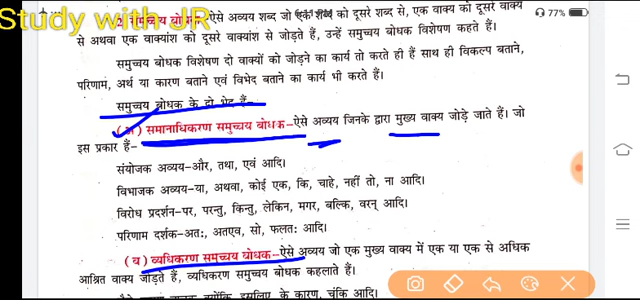 Study with JR
77%
2. समुच्चय बोधक-ऐसे अव्यय शब्द जो एक शब्द को दूसरे शब्द से, एक वाक्य को दूसरे वाक्य
से अथवा एक वाक्यांश को दूसरे वाक्यांश से जोड़ते हैं, उन्हें समुच्चय बोधक विशेषण कहते हैं।
समुच्चय बोधक विशेषण दो वाक्यों को जोड़ने का कार्य तो करते ही हैं साथ ही विकल्प बताने,
परिणाम, अर्थ या कारण बताने एवं विभेद बताने का कार्य भी करते हैं।
समुच्चय बोधक के दो भेद हैं-
(अ) समानाधिकरण समुच्चय बोधक-ऐसे अव्यय जिनके द्वारा मुख्य वाक्य जोड़े जाते हैं। जो
इस प्रकार हैं-
संयोजक अव्यय-और, तथा, एवं आदि।
विभाजक अव्यय-या, अथवा, कोई एक, कि, चाहे, नहीं तो, ना आदि।
विरोध प्रदर्शन-पर, परन्तु, किन्तु, लेकिन, मगर, बल्कि, वरन् आदि।
परिणाम दर्शक-अतः, अतएव, सो, फलतः आदि।
(व) व्यधिकरण समुच्चय बोधक-ऐसे अव्यय जो एक मुख्य वाक्य में एक या एक से अधिक
आश्रित वाक्य जोड़ते हैं, व्यधिकरण समुच्चय बोधक कहलाते हैं।
क्योंकि, इसलिए, के कारण, चूंकि आदि।